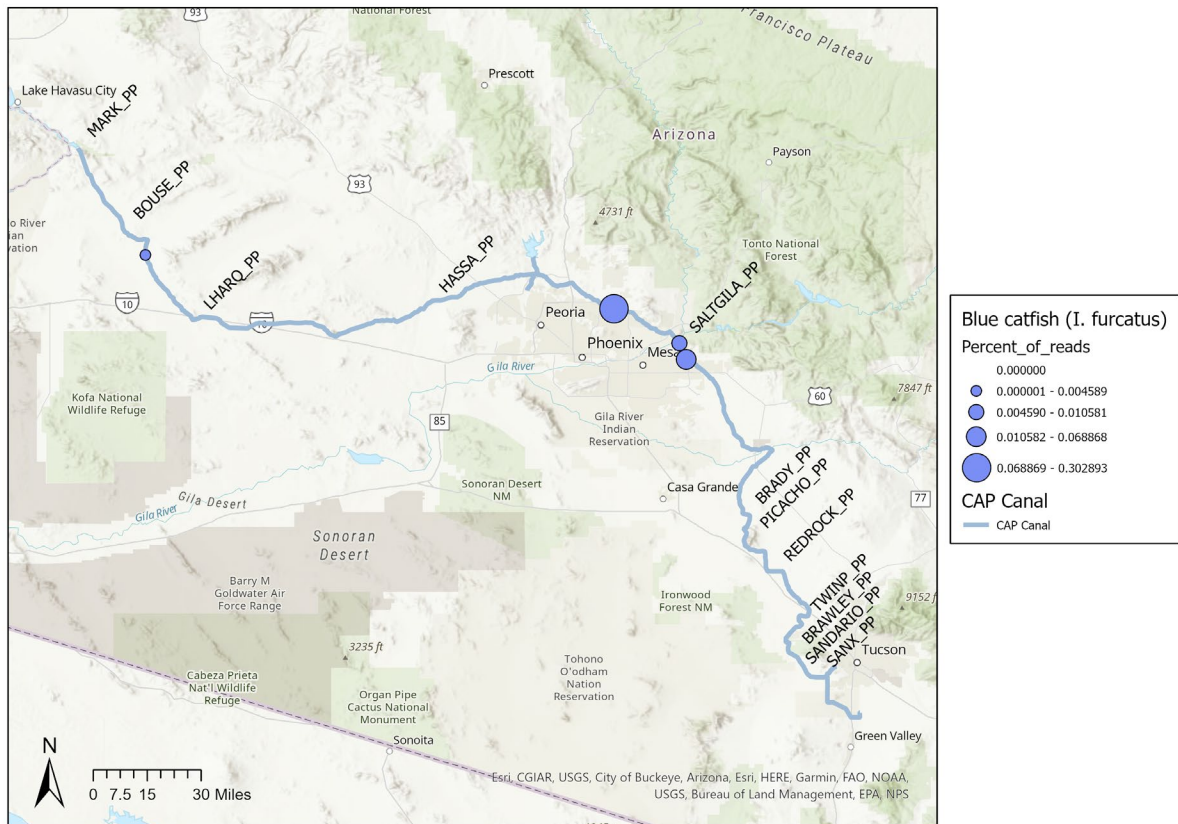 National Forest
93
Francisco Plateau
Prescott
Lake Havasu City
MARK_PP
Arizona
Payson
93
BOUSE_PP
4731 ft
o River
ian
vation
Tonto National
Forest
LHARQ_PP
HASSA_PP
SALTGILA_PP
10
10
Peoria
Phoenix
Mesa
Gila River
7847 ft
Kofa National
Wildlife Refuge
60
85
Gila River
Indian
Reservation
BRADY_PP
PICACHO_PP
Sonoran Desert
NM
Casa Grande
77
Gila Desert
Gila River
REDROCK_PP
Sonoran
Desert
Barry M
Goldwater Air
Force Range
Ironwood
Forest NM
TWINP_PP
BRAWLEY_PP
SANDARIO_PP
SANX_PP
9152 ft
3235 ft
Tucson
Cabeza Prieta
Nat'l Wildlife
Refuge
Tohono
O'odham
Nation
Reservation
Organ Pipe
Cactus National
Monument
Sonoita
Green Valley
N
0 7.5 15 30 Miles
Esri, CGIAR, USGS, City of Buckeye, Arizona, Esri, HERE, Garmin, FAO, NOAA,
USGS, Bureau of Land Management, EPA, NPS
Blue catfish (I. furcatus)
Percent_of_reads
0.000000
0.000001 - 0.004589
0.004590 - 0.010581
0.010582 - 0.068868
0.068869 - 0.302893
CAP Canal
CAP Canal